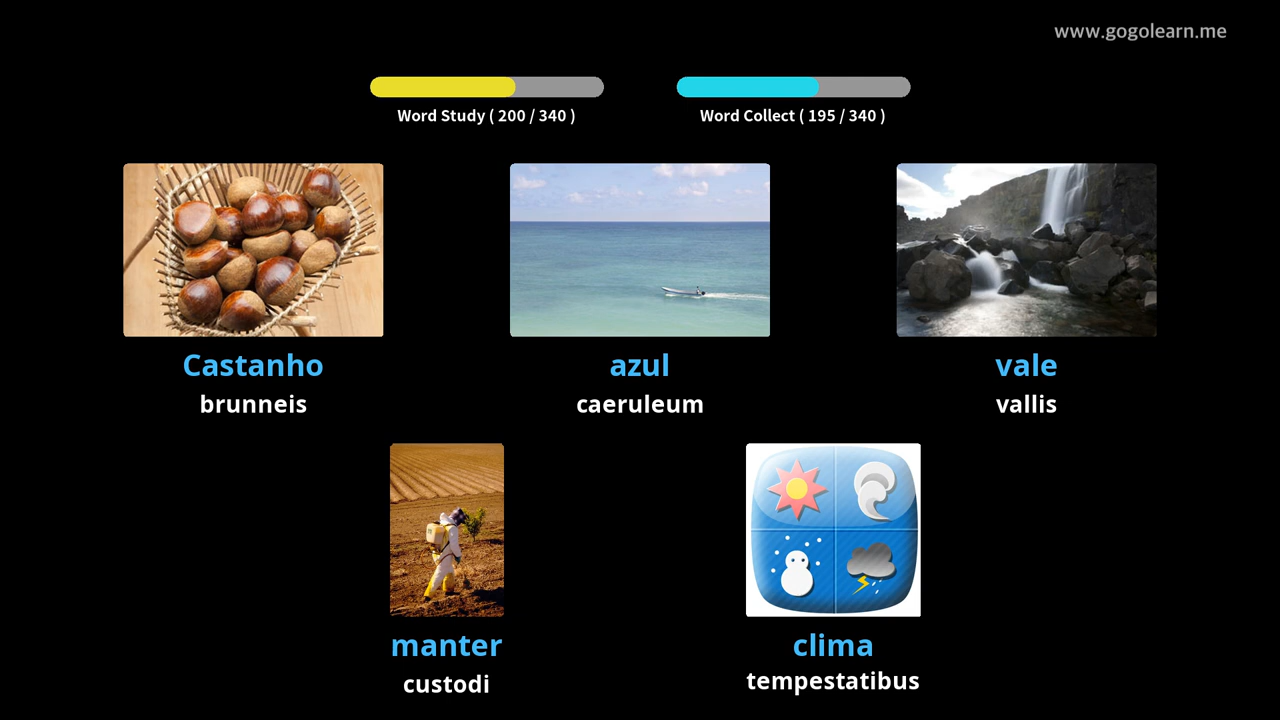 www.gogolearn.me
Word Study ( 200 / 340 )
Word Collect ( 195 / 340 )
Castanho
brunneis
azul
caeruleum
vale
vallis
manter
custodi
clima
tempestatibus